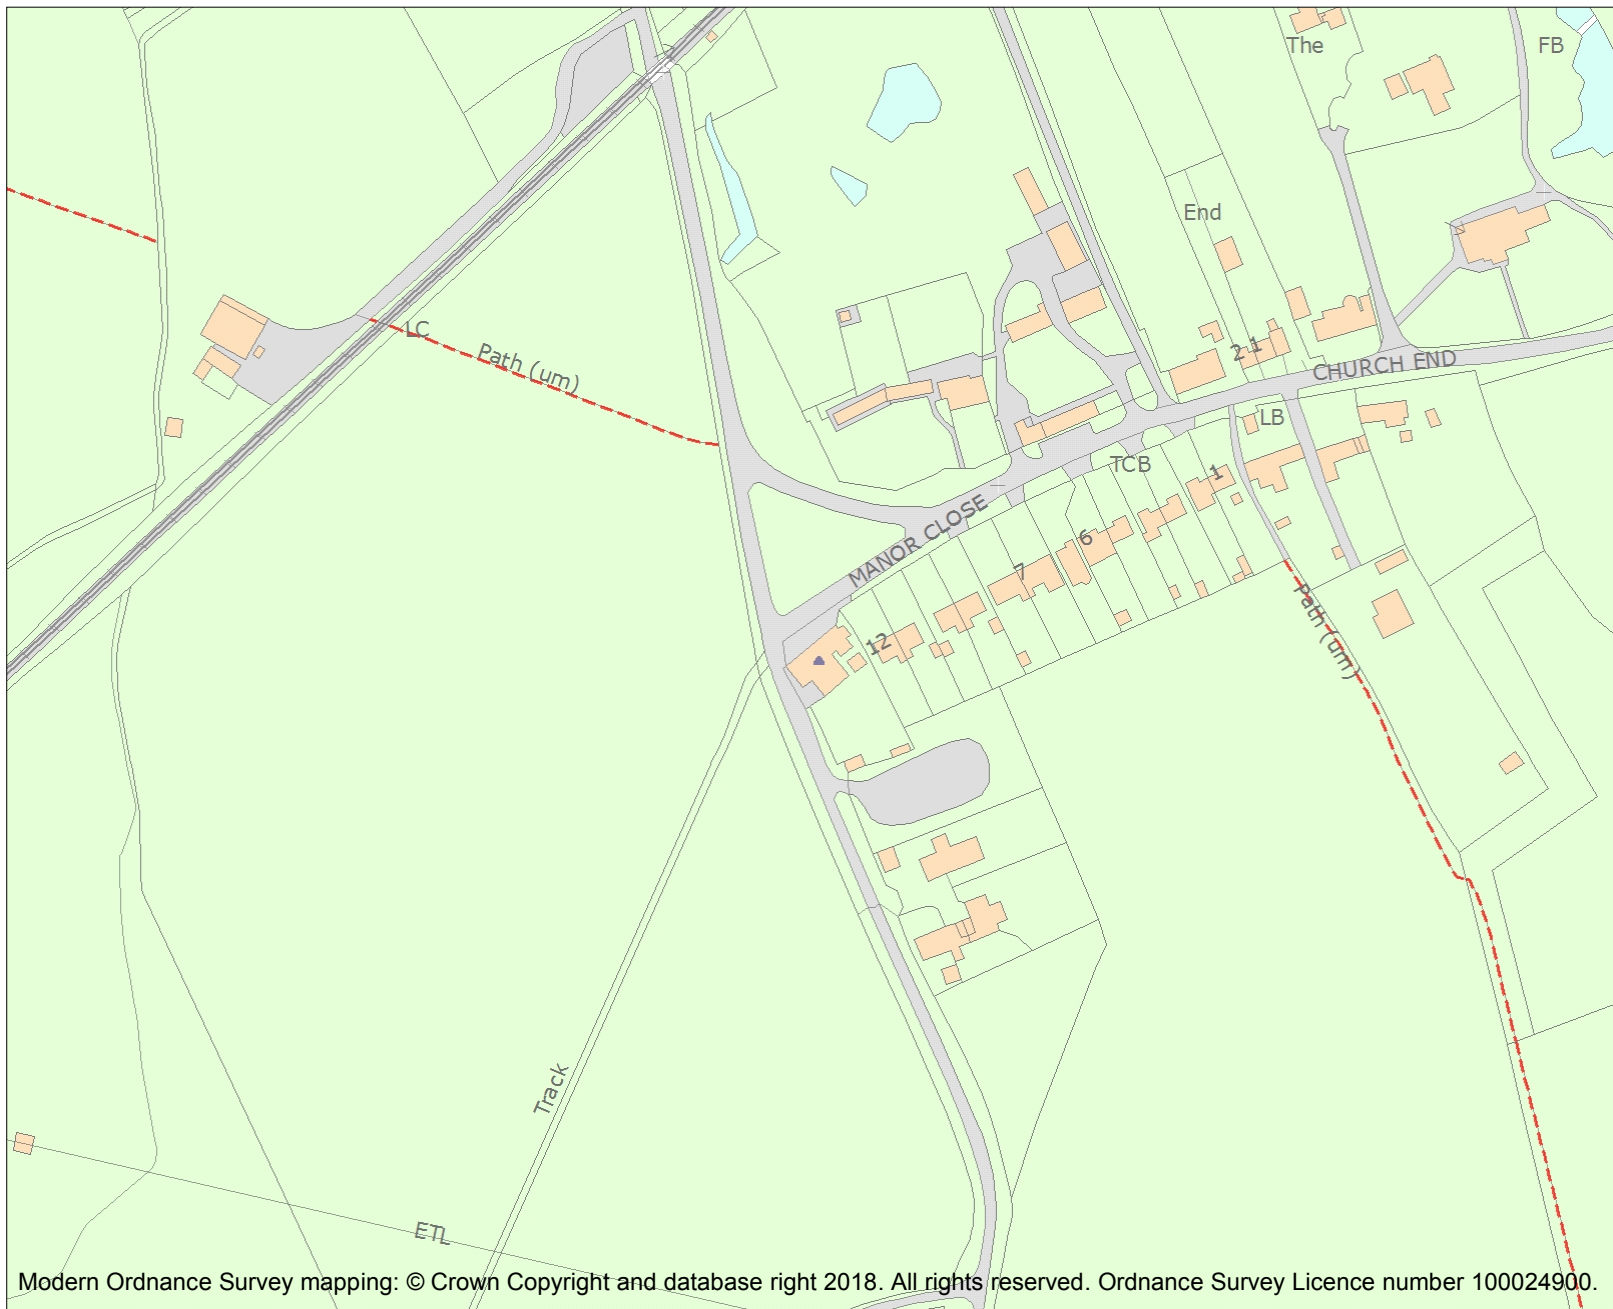 The
FB
End
LC
Path (um)
2 1
CHURCH END
LB
TCB
1
MANOR CLOSE
6
7
12
Path (um)
Track
ETL
Modern Ordnance Survey mapping: © Crown Copyright and database right 2018. All rights reserved. Ordnance Survey Licence number 100024900.